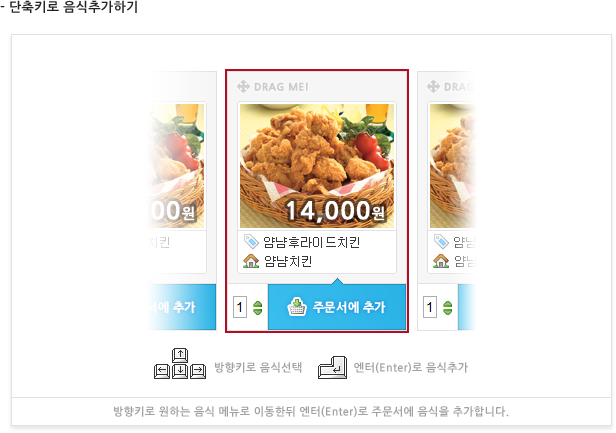 - 단축키로 음식추가하기
DRAG ME!
DRAG ME!
00원
14,000원
치킨
얌냠후라이드치킨
얌냠
얌냠치킨
얌냠
에 추가
1
주문서에 추가
1
방향키로 음식선택
엔터(Enter)로 음식추가
방향키로 원하는 음식 메뉴로 이동한뒤 엔터(Enter)로 주문서에 음식을 추가합니다.